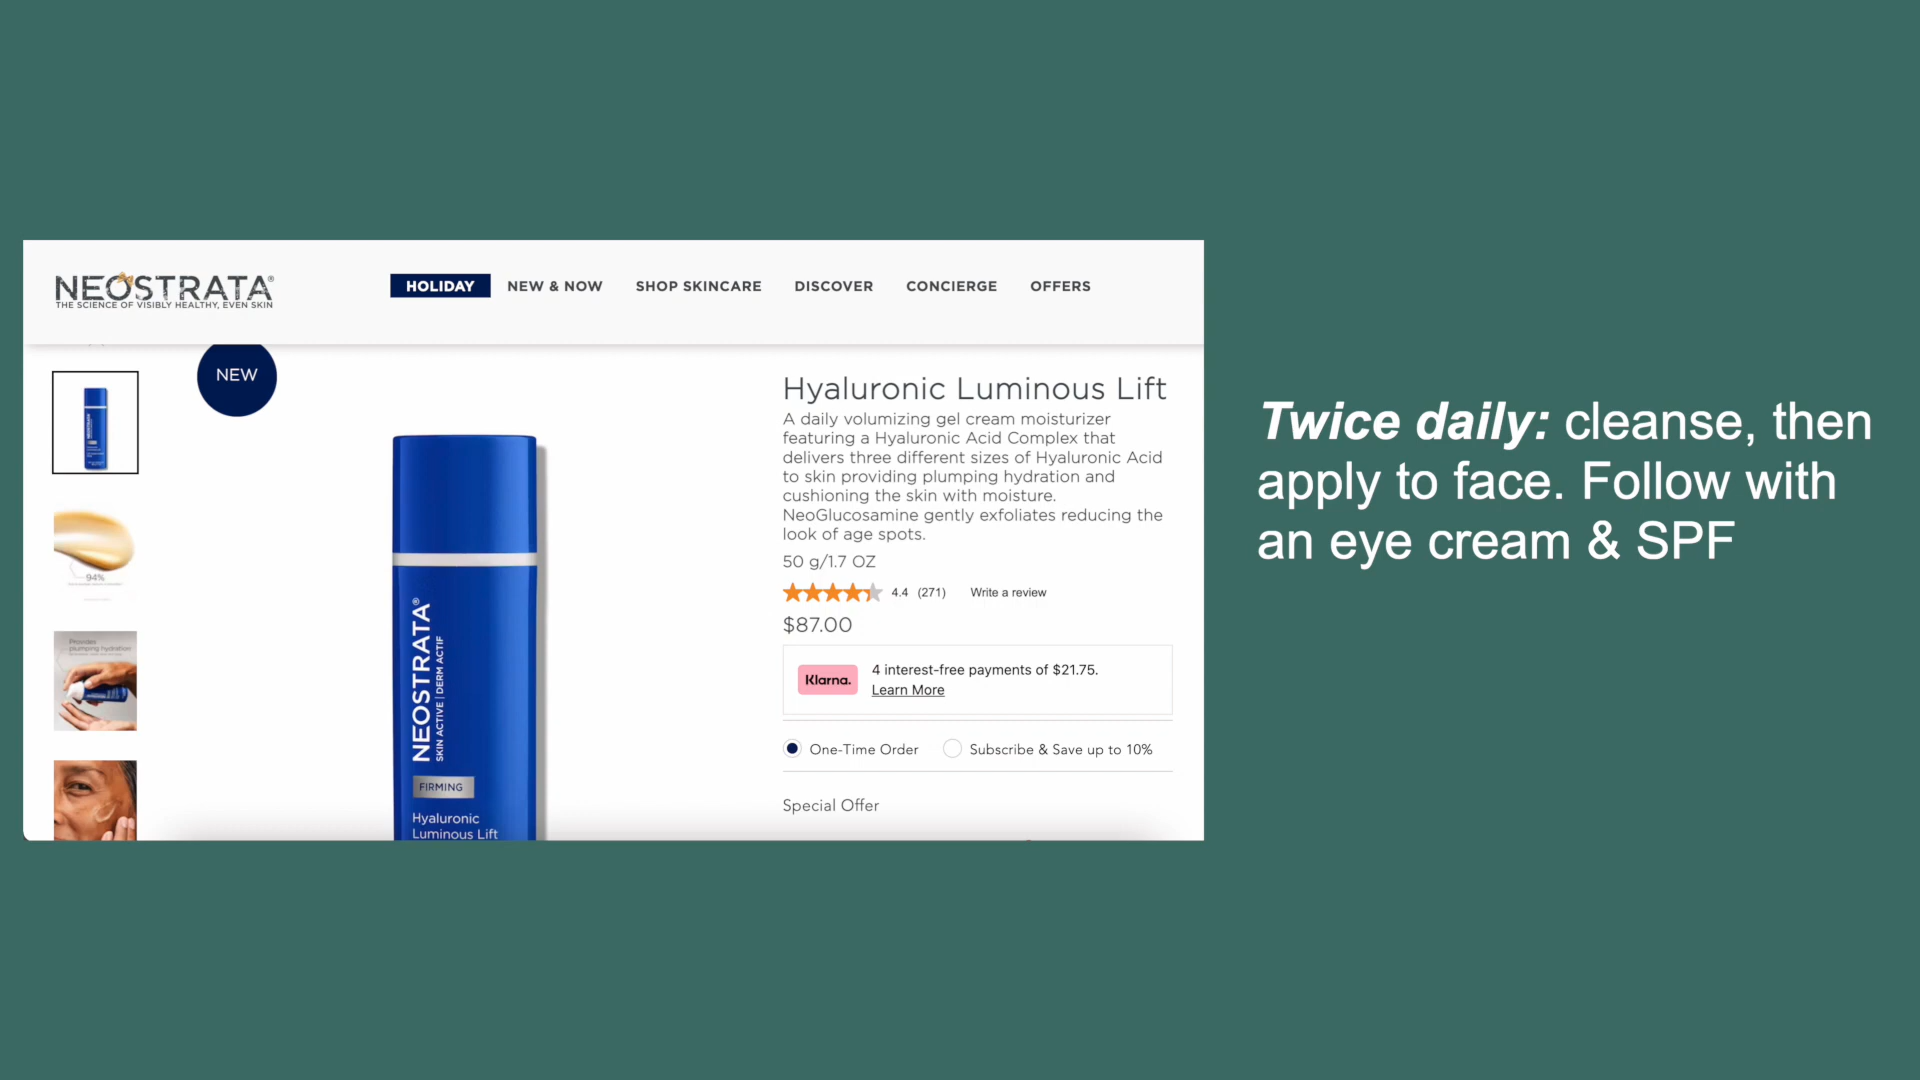 NEOSTRATA®
THE SCIENCE OF VISIBLY HEALTHY, EVEN SKIN
HOLIDAY
NEW & NOW
SHOP SKINCARE
DISCOVER
CONCIERGE
OFFERS
NEW
94%
Provides
plumping hydration
NEOSTRATA®
SKIN ACTIVE | DERM ACTIF
FIRMING
Hyaluronic
Luminous Lift
Hyaluronic Luminous Lift
A daily volumizing gel cream moisturizer
featuring a Hyaluronic Acid Complex that
delivers three different sizes of Hyaluronic Acid
to skin providing plumping hydration and
cushioning the skin with moisture.
NeoGlucosamine gently exfoliates reducing the
look of age spots.
50 g/1.7 OZ
4.4 (271) Write a review
$87.00
Klarna.
4 interest-free payments of $21.75.
Learn More
One-Time Order
Subscribe & Save up to 10%
Special Offer
Twice daily: cleanse, then
apply to face. Follow with
an eye cream & SPF